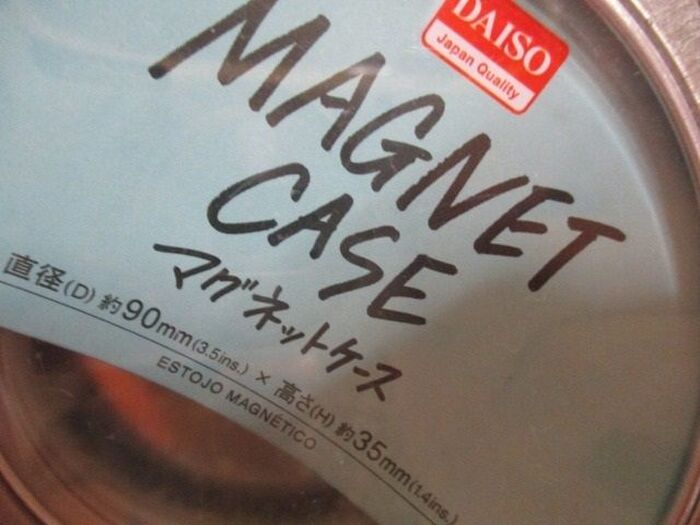 DAISO
Japan Quality
MAGNET
CASE
マグネットケース
直径(D)約90mm(3.5ins.)×高さ(H)約35mm(1.4ins.)
ESTOJO MAGNÉTICO